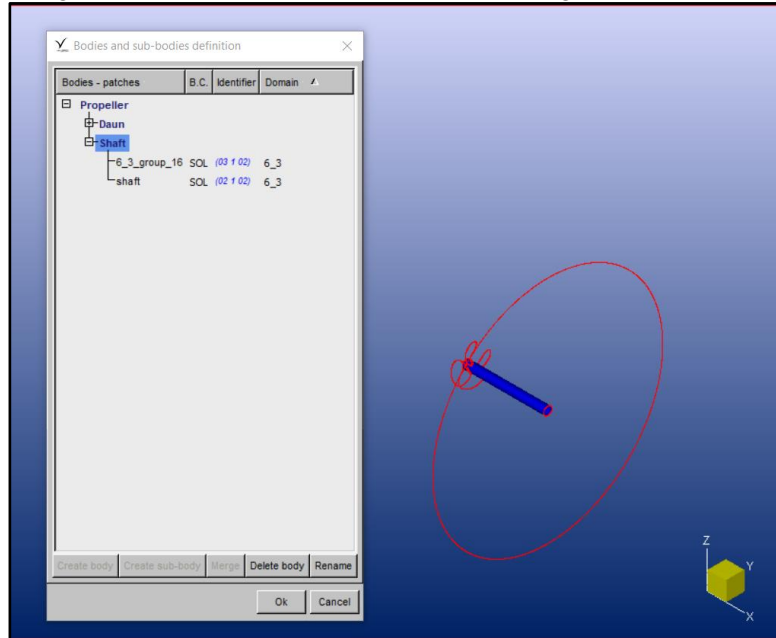 Bodies and sub-bodies definition
Bodies - patches B.C. Identifier Domain
Propeller
Daun
Shaft
6_3_group_16 SOL (03 1 02) 6_3
shaft SOL (02 1 02) 6_3
Create body Create sub-body Merge Delete body Rename
Ok Cancel
Z
Y
X